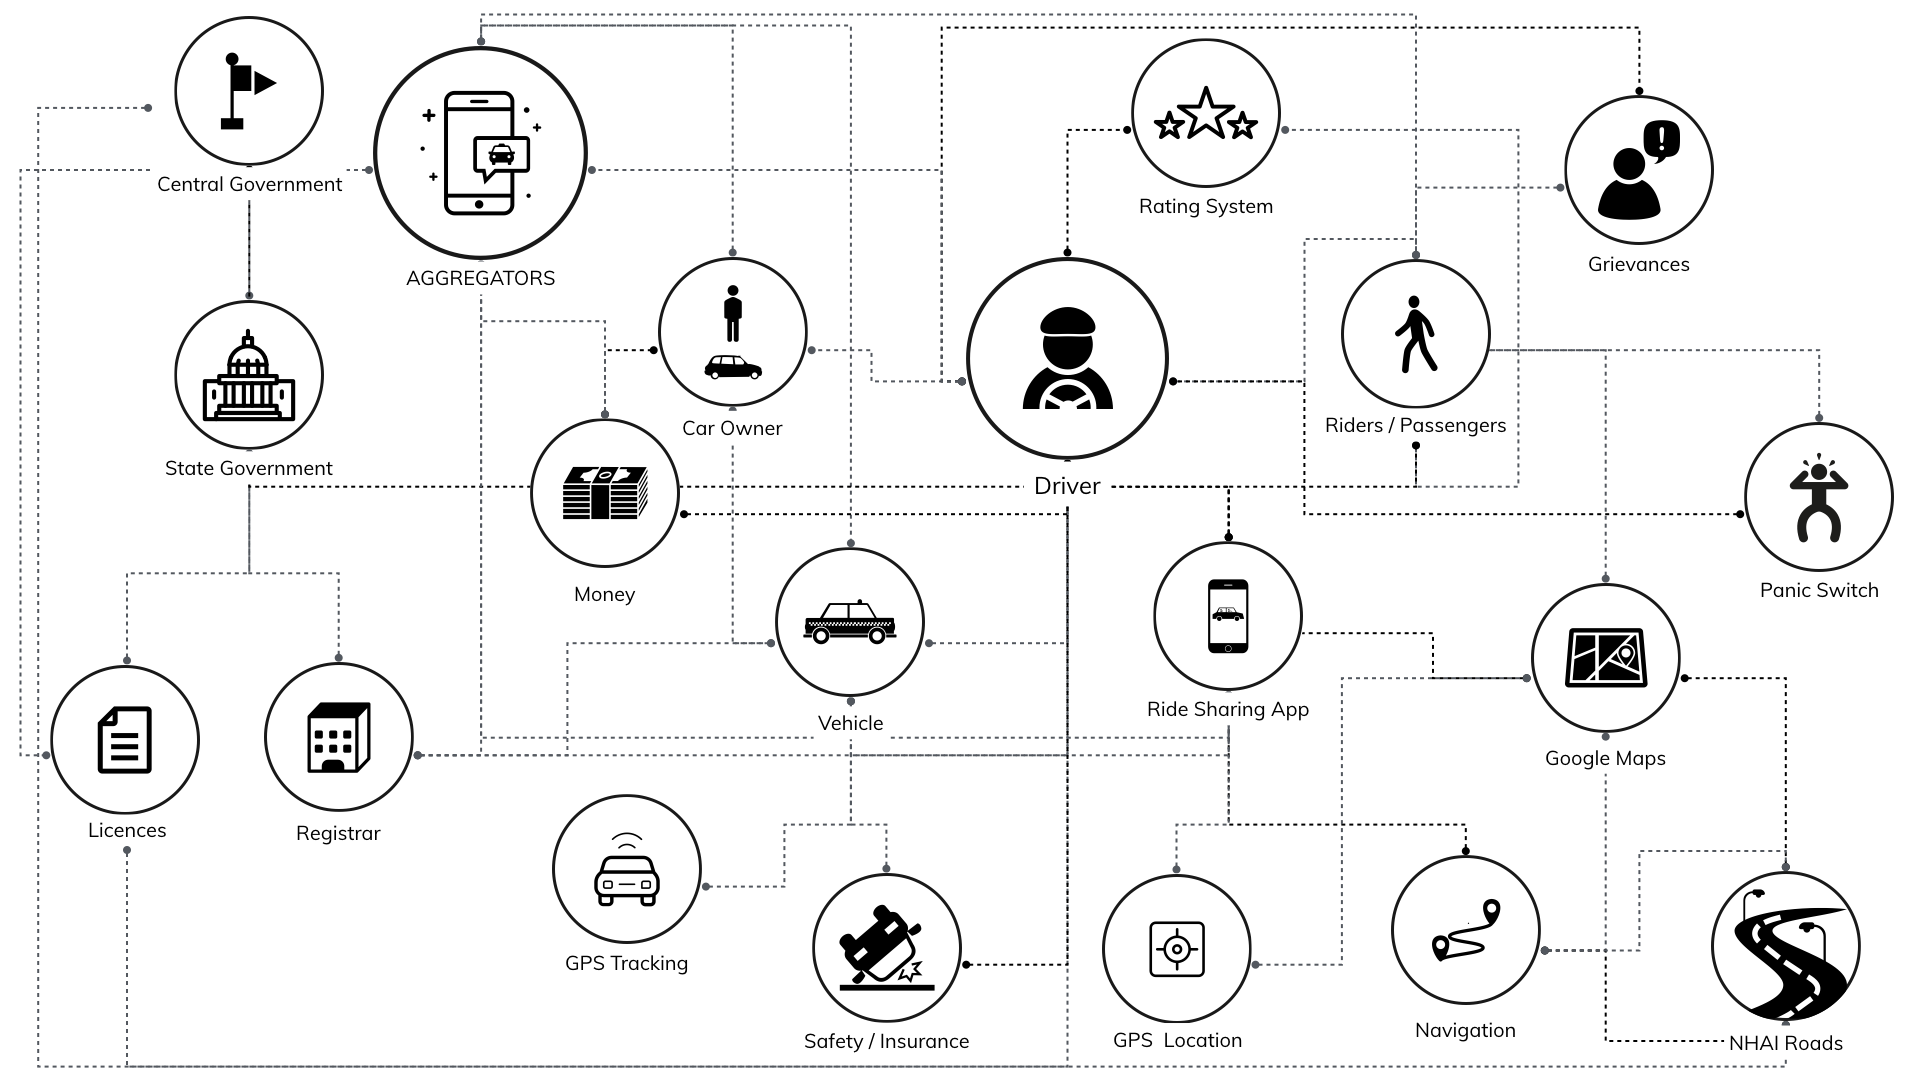 Central Government
AGGREGATORS
Rating System
Grievances
State Government
Car Owner
Driver
Riders / Passengers
Money
Panic Switch
Vehicle
Ride Sharing App
Google Maps
Licences
Registrar
GPS Tracking
Safety / Insurance
GPS  Location
Navigation
NHAI Roads